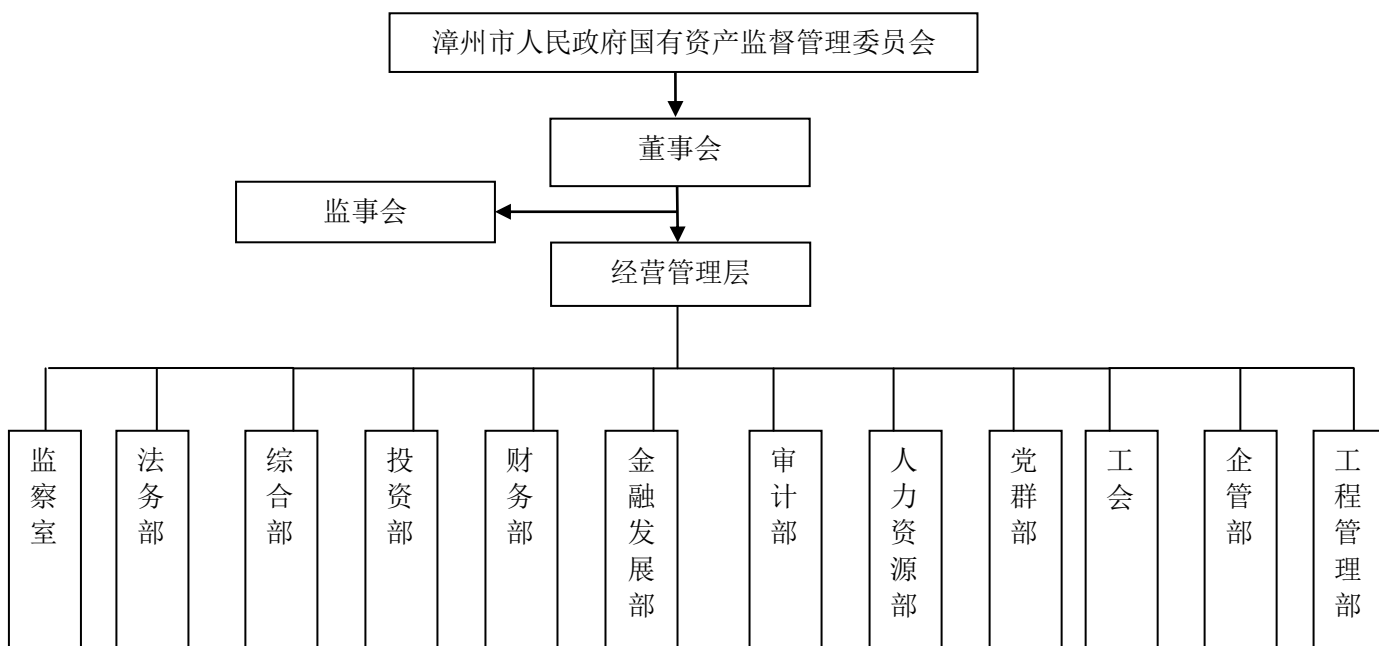 漳州市人民政府国有资产监督管理委员会
董事会
监事会
经营管理层
监察室
法务部
综合部
投资部
财务部
金融发展部
审计部
人力资源部
党群部
工会
企管部
工程管理部